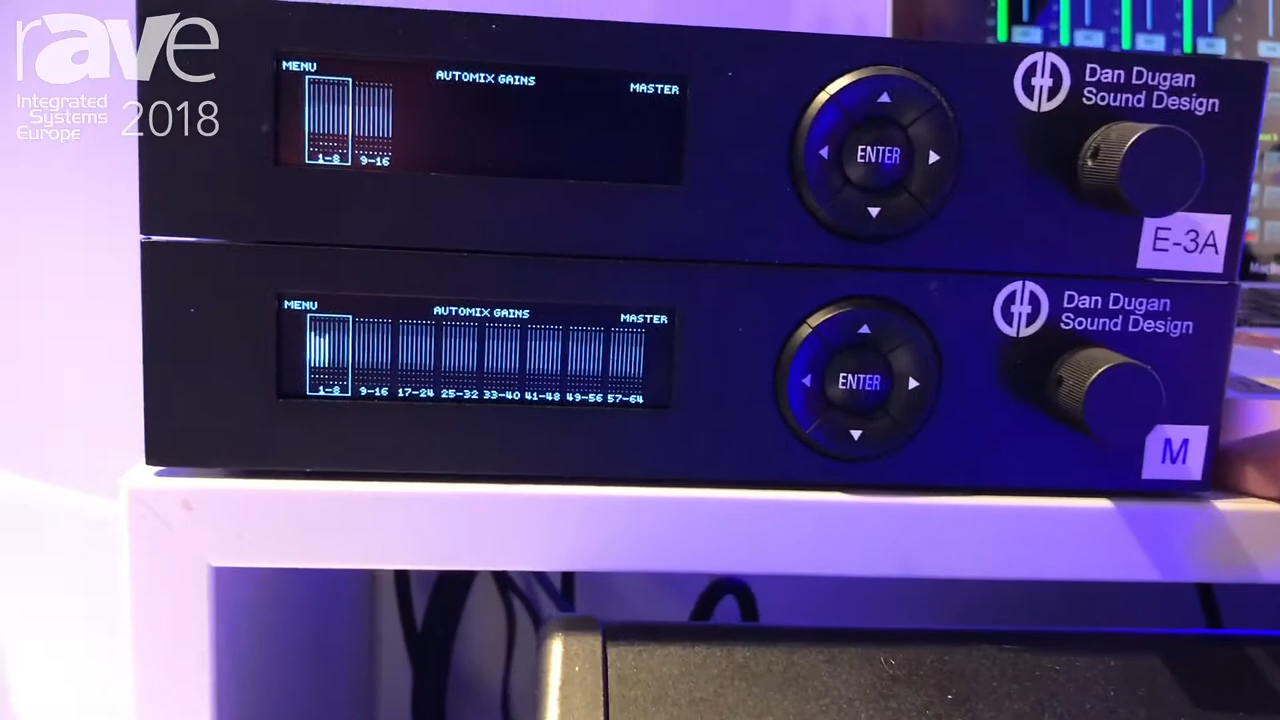 rAVe
Integrated
Systems
Europe 2018
MENU
AUTOMIX GAINS
MASTER
1-8 9-16
ENTER
Dan Dugan
Sound Design
E-3A
MENU
AUTOMIX GAINS
MASTER
1-8 9-16 17-24 25-32 33-40 41-48 49-56 57-64
ENTER
Dan Dugan
Sound Design
M